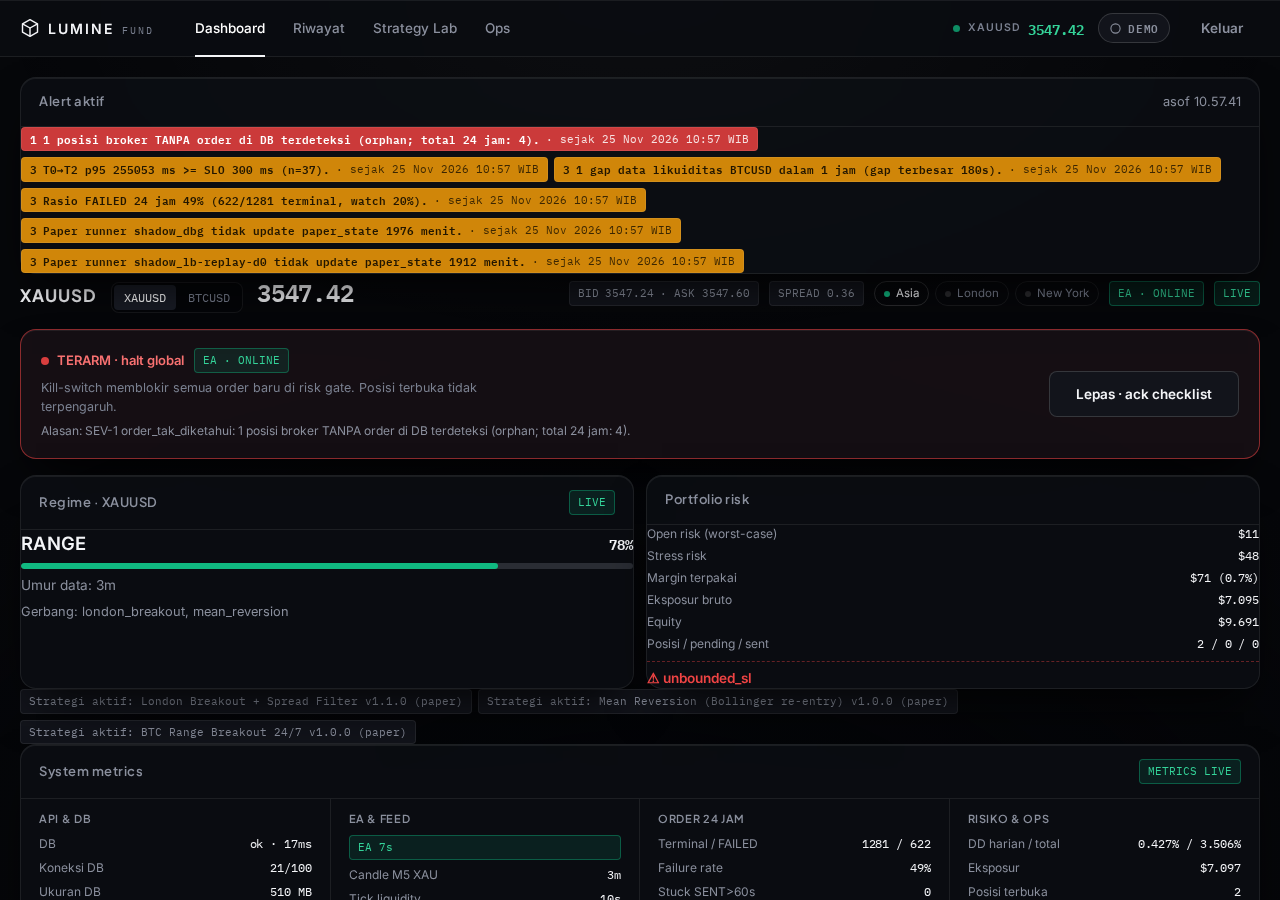 LUMINE FUND Dashboard Riwayat Strategy Lab Ops XAUUSD 3547.42 DEMO Keluar
Alert aktif asof 10.57.41
1 1 posisi broker TANPA order di DB terdeteksi (orphan; total 24 jam: 4). · sejak 25 Nov 2026 10:57 WIB
3 T0→T2 p95 255053 ms >= SLO 300 ms (n=37). · sejak 25 Nov 2026 10:57 WIB 3 1 gap data likuiditas BTCUSD dalam 1 jam (gap terbesar 180s). · sejak 25 Nov 2026 10:57 WIB
3 Rasio FAILED 24 jam 49% (622/1281 terminal, watch 20%). · sejak 25 Nov 2026 10:57 WIB
3 Paper runner shadow_dbg tidak update paper_state 1976 menit. · sejak 25 Nov 2026 10:57 WIB
3 Paper runner shadow_lb-replay-d0 tidak update paper_state 1912 menit. · sejak 25 Nov 2026 10:57 WIB
XAUUSD XAUUSD BTCUSD 3547.42 BID 3547.24 · ASK 3547.60 SPREAD 0.36 Asia London New York EA · ONLINE LIVE
TERARM · halt global EA · ONLINE
Kill-switch memblokir semua order baru di risk gate. Posisi terbuka tidak
terpengaruh.
Lepas · ack checklist
Alasan: SEV-1 order_tak_diketahui: 1 posisi broker TANPA order di DB terdeteksi (orphan; total 24 jam: 4).
Regime · XAUUSD LIVE
RANGE 78%
Umur data: 3m
Gerbang: london_breakout, mean_reversion
Portfolio risk
Open risk (worst-case) $11
Stress risk $48
Margin terpakai $71 (0.7%)
Eksposur bruto $7.095
Equity $9.691
Posisi / pending / sent 2 / 0 / 0
⚠ unbounded_sl
Strategi aktif: London Breakout + Spread Filter v1.1.0 (paper) Strategi aktif: Mean Reversion (Bollinger re-entry) v1.0.0 (paper)
Strategi aktif: BTC Range Breakout 24/7 v1.0.0 (paper)
System metrics METRICS LIVE
API & DB
DB ok · 17ms
Koneksi DB 21/100
Ukuran DB 510 MB
EA & FEED
EA 7s
Candle M5 XAU 3m
Tick liquidity 10s
ORDER 24 JAM
Terminal / FAILED 1281 / 622
Failure rate 49%
Stuck SENT>60s 0
RISIKO & OPS
DD harian / total 0.427% / 3.506%
Eksposur $7.097
Posisi terbuka 2